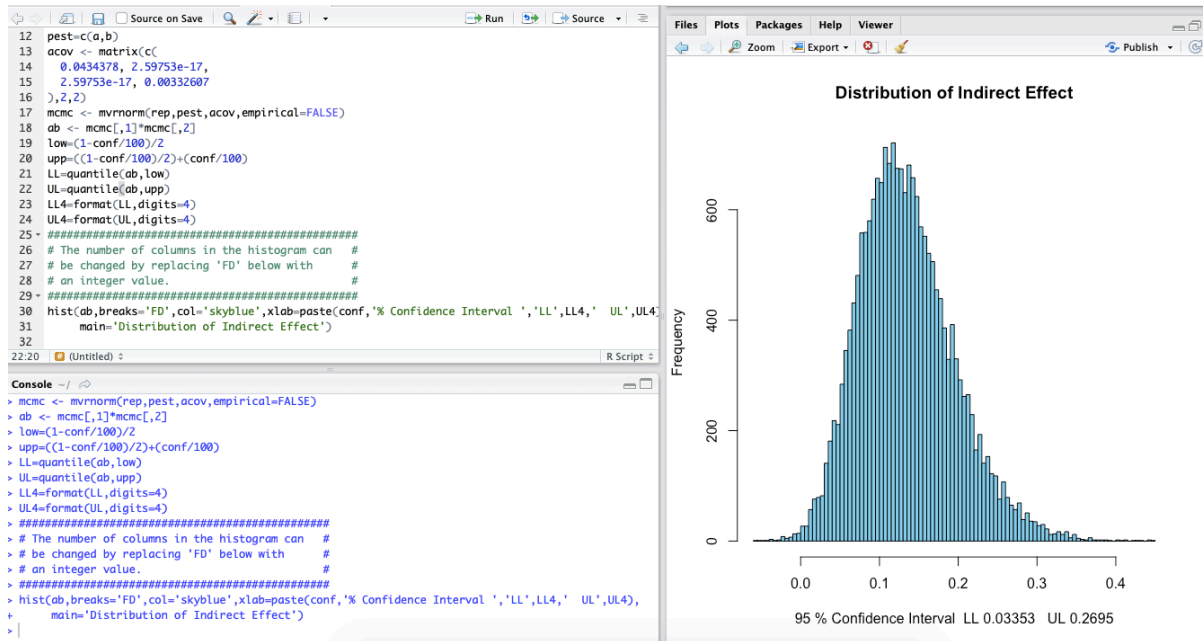 Source on Save
Run
Source
12 pest=c(a,b)
13 acov <- matrix(c(
14 0.0434378, 2.59753e-17,
15 2.59753e-17, 0.00332607
16 ),2,2)
17 mcmc <- mvrnorm(rep,pest,acov,empirical=FALSE)
18 ab <- mcmc[,1]*mcmc[,2]
19 low=(1-conf/100)/2
20 upp=((1-conf/100)/2)+(conf/100)
21 LL=quantile(ab,low)
22 UL=quantile(ab,upp)
23 LL4=format(LL,digits=4)
24 UL4=format(UL,digits=4)
25 ################################################
26 # The number of columns in the histogram can #
27 # be changed by replacing 'FD' below with #
28 # an integer value. #
29 ################################################
30 hist(ab,breaks='FD',col='skyblue',xlab=paste(conf,'% Confidence Interval ','LL',LL4,' UL',UL4)
31 main='Distribution of Indirect Effect')
32
22:20 (Untitled) R Script
Console ~/
> mcmc <- mvrnorm(rep,pest,acov,empirical=FALSE)
> ab <- mcmc[,1]*mcmc[,2]
> low=(1-conf/100)/2
> upp=((1-conf/100)/2)+(conf/100)
> LL=quantile(ab,low)
> UL=quantile(ab,upp)
> LL4=format(LL,digits=4)
> UL4=format(UL,digits=4)
> ################################################
> # The number of columns in the histogram can #
> # be changed by replacing 'FD' below with #
> # an integer value. #
> ################################################
> hist(ab,breaks='FD',col='skyblue',xlab=paste(conf,'% Confidence Interval ','LL',LL4,' UL',UL4),
+ main='Distribution of Indirect Effect')
>
Files Plots Packages Help Viewer
Zoom Export Publish
Distribution of Indirect Effect
Frequency
600
400
200
0
0.0 0.1 0.2 0.3 0.4
95 % Confidence Interval LL 0.03353 UL 0.2695